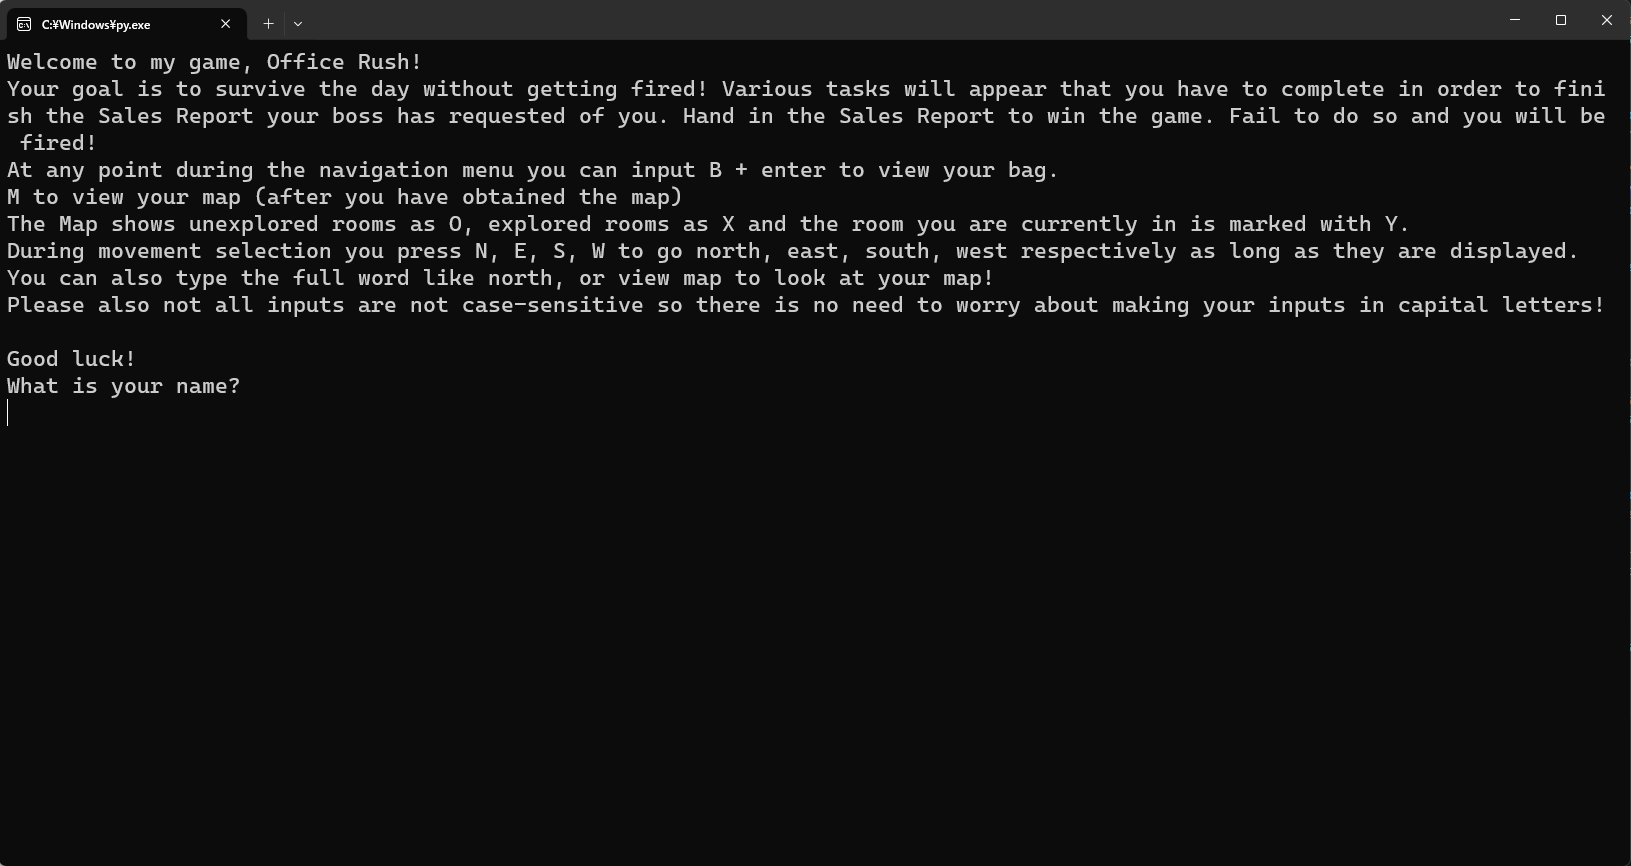 C:¥Windows¥py.exe
Welcome to my game, Office Rush!
Your goal is to survive the day without getting fired! Various tasks will appear that you have to complete in order to fini
sh the Sales Report your boss has requested of you. Hand in the Sales Report to win the game. Fail to do so and you will be
 fired!
At any point during the navigation menu you can input B + enter to view your bag.
M to view your map (after you have obtained the map)
The Map shows unexplored rooms as O, explored rooms as X and the room you are currently in is marked with Y.
During movement selection you press N, E, S, W to go north, east, south, west respectively as long as they are displayed.
You can also type the full word like north, or view map to look at your map!
Please also not all inputs are not case-sensitive so there is no need to worry about making your inputs in capital letters!
Good luck!
What is your name?